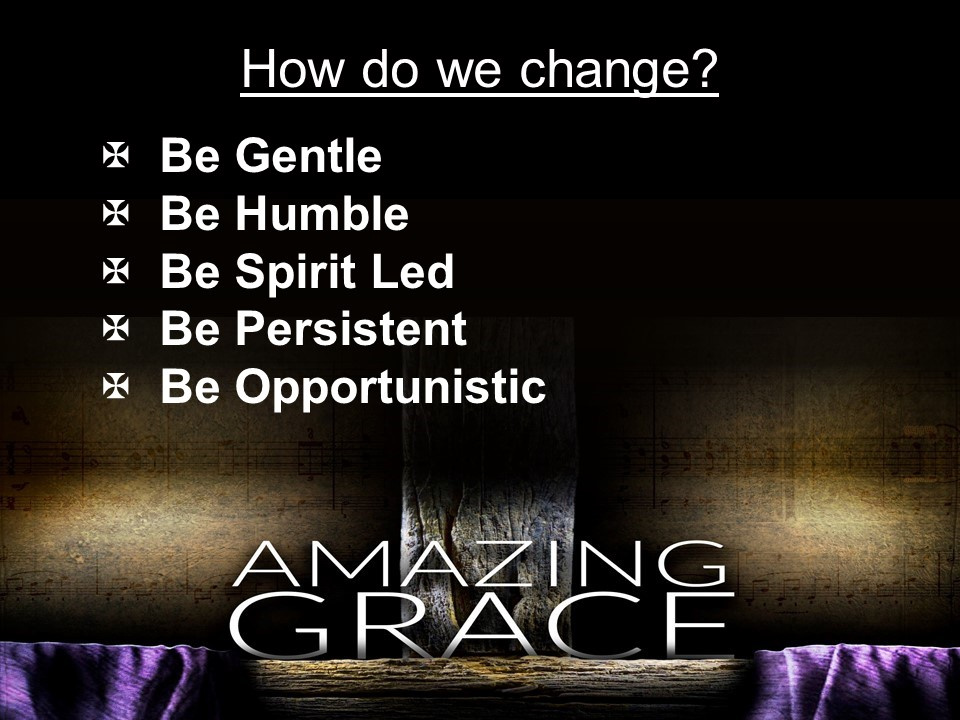 How do we change?
✠ Be Gentle
✠ Be Humble
✠ Be Spirit Led
✠ Be Persistent
✠ Be Opportunistic
AMAZING
GRACE